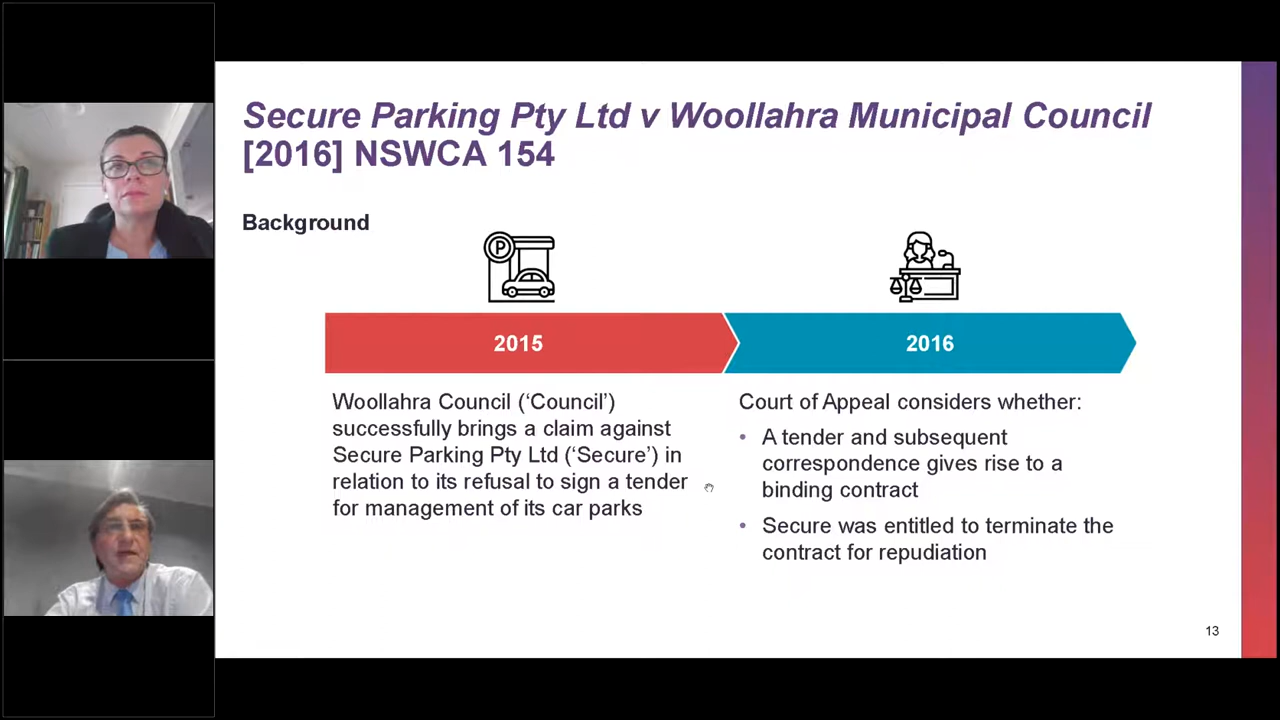 Secure Parking Pty Ltd v Woollahra Municipal Council
[2016] NSWCA 154
Background
P
2015
2016
Woollahra Council (‘Council’)
successfully brings a claim against
Secure Parking Pty Ltd (‘Secure’) in
relation to its refusal to sign a tender
for management of its car parks
Court of Appeal considers whether:
• A tender and subsequent
correspondence gives rise to a
binding contract
• Secure was entitled to terminate the
contract for repudiation
13